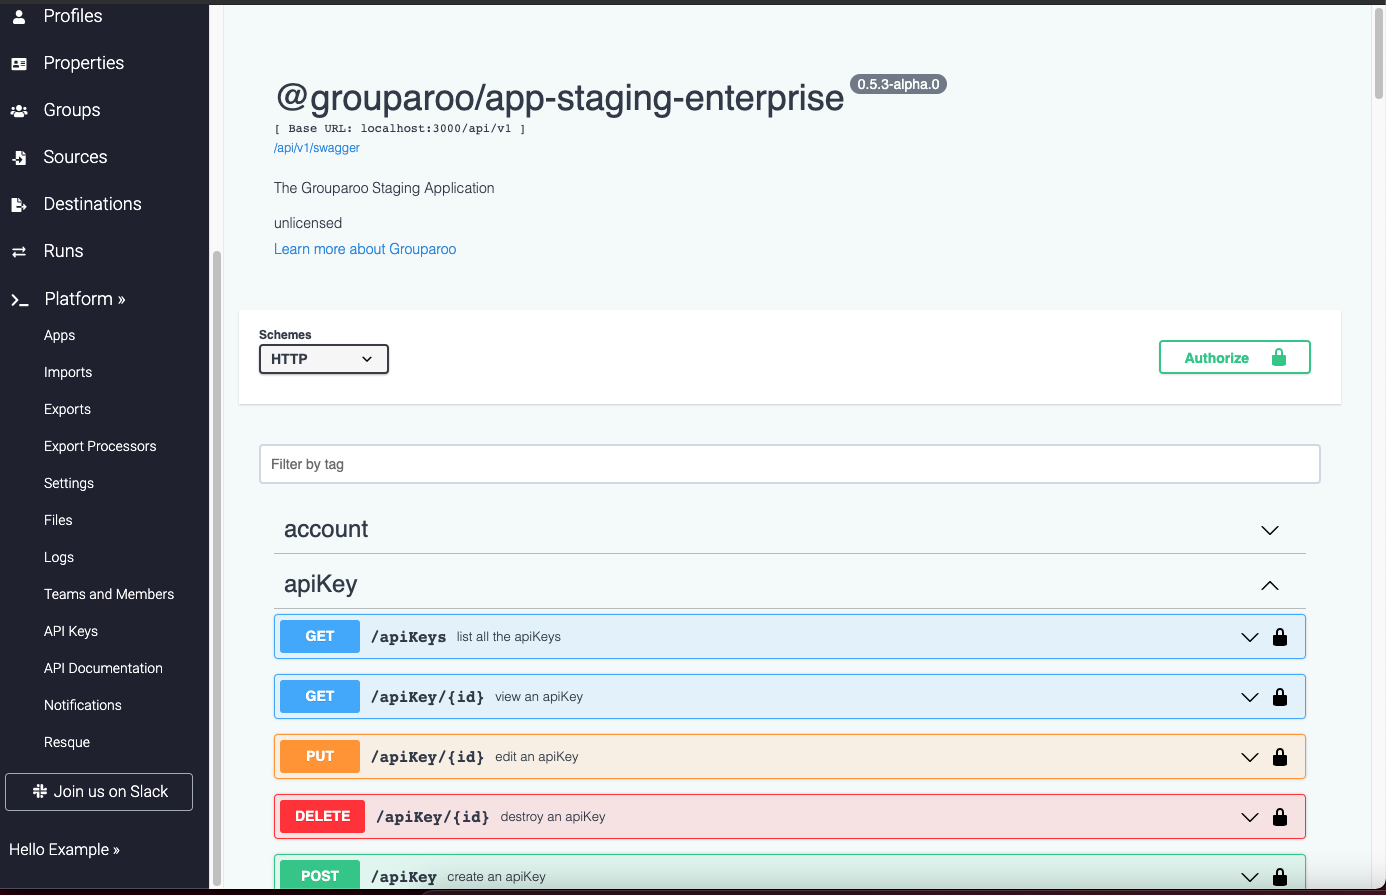 Profiles
Properties
Groups
Sources
Destinations
Runs
Platform »
Apps
Imports
Exports
Export Processors
Settings
Files
Logs
Teams and Members
API Keys
API Documentation
Notifications
Resque
Join us on Slack
Hello Example »
@grouparoo/app-staging-enterprise 0.5.3-alpha.0
[ Base URL: localhost:3000/api/v1 ]
/api/v1/swagger
The Grouparoo Staging Application
unlicensed
Learn more about Grouparoo
Schemes
HTTP
Authorize
Filter by tag
account
apiKey
GET /apiKeys list all the apiKeys
GET /apiKey/{id} view an apiKey
PUT /apiKey/{id} edit an apiKey
DELETE /apiKey/{id} destroy an apiKey
POST /apiKey create an apiKey